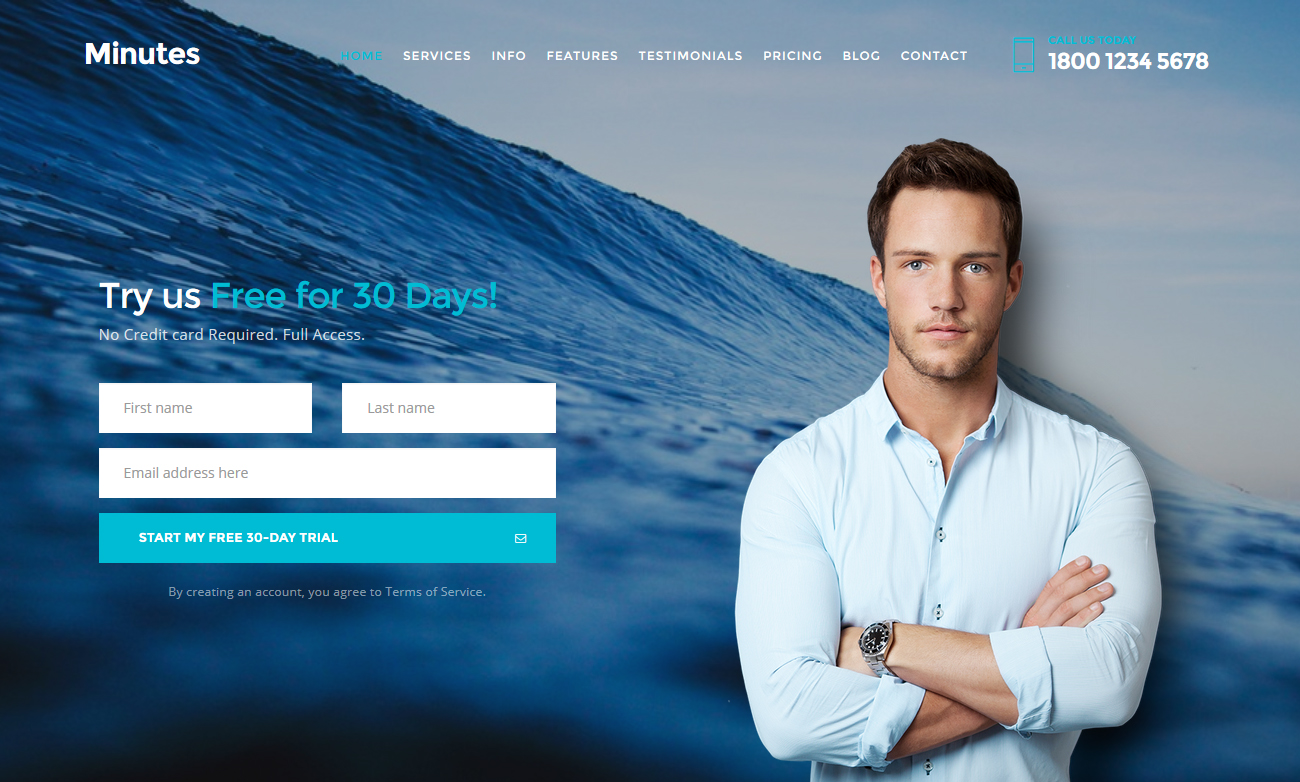 Minutes
HOME SERVICES INFO FEATURES TESTIMONIALS PRICING BLOG CONTACT
CALL US TODAY
1800 1234 5678
Try us Free for 30 Days!
No Credit card Required. Full Access.
First name Last name
Email address here
START MY FREE 30-DAY TRIAL
By creating an account, you agree to Terms of Service.